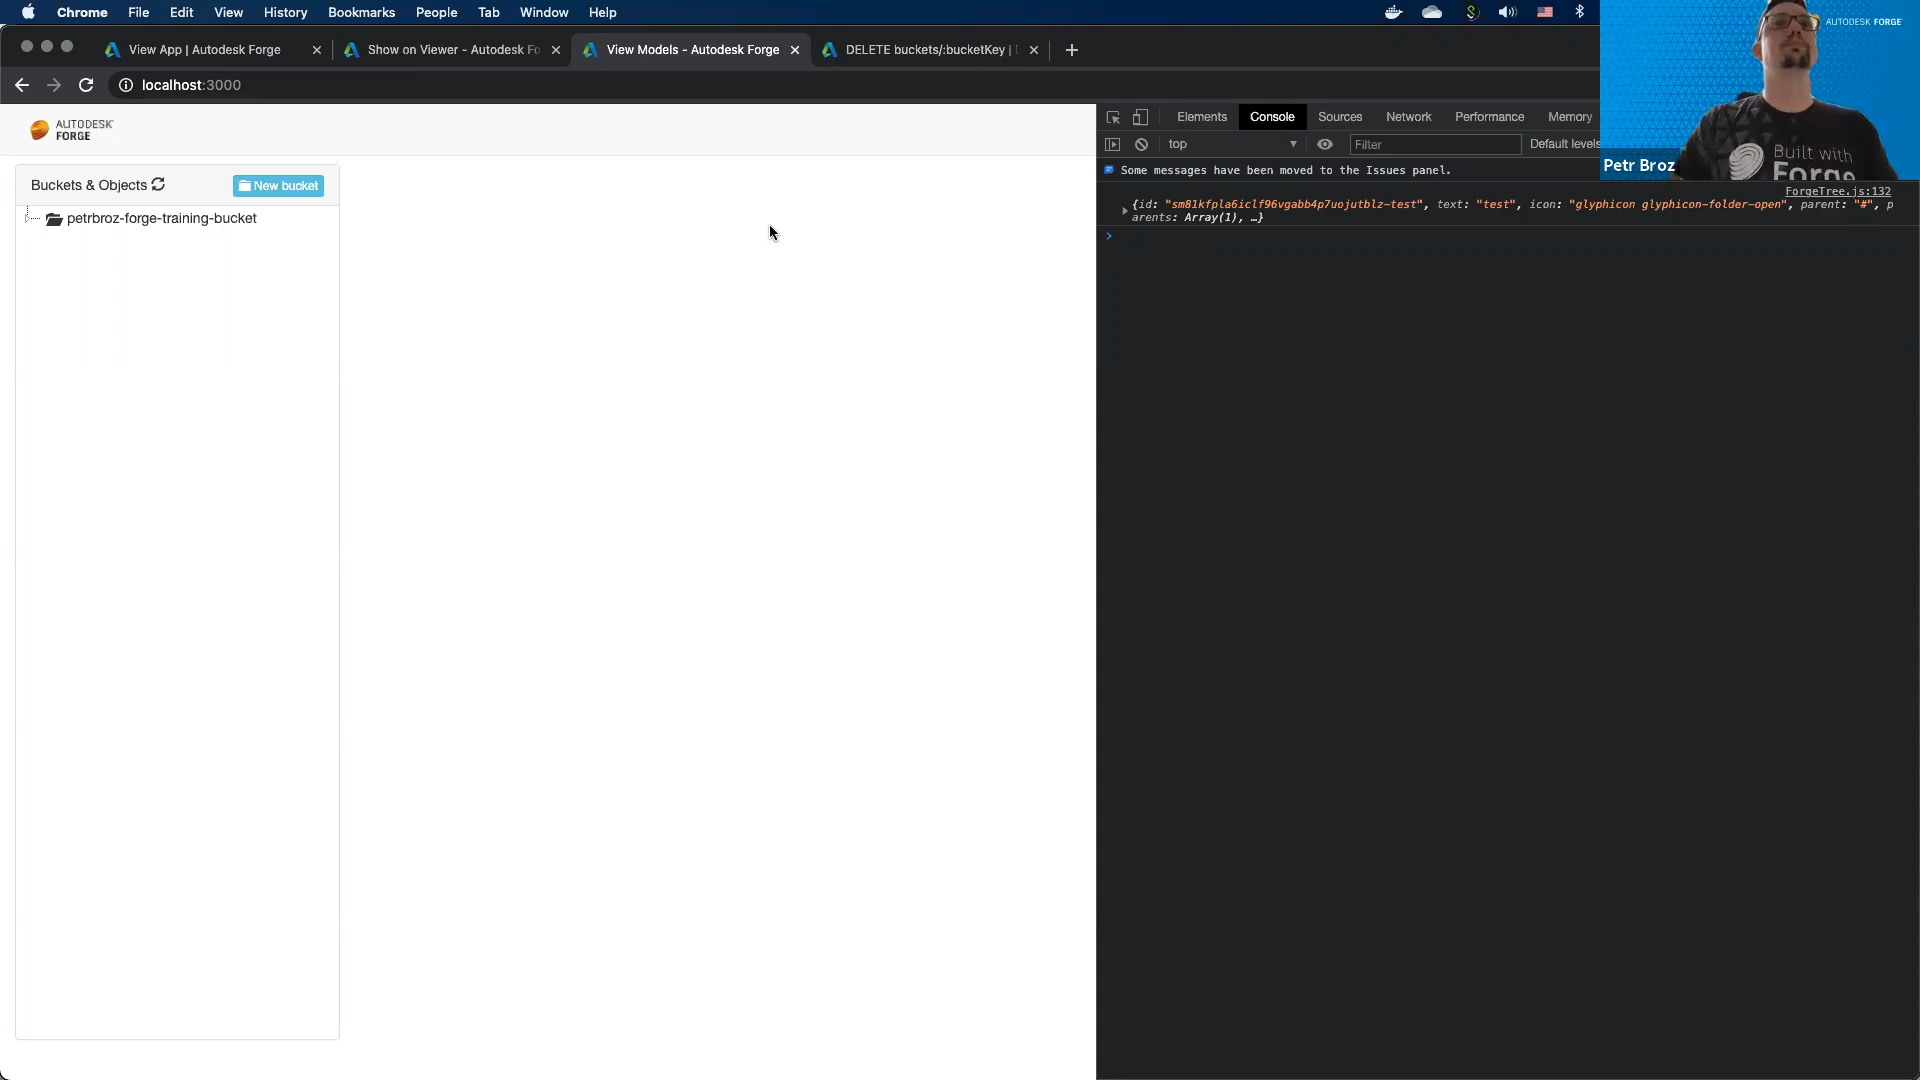 Chrome File Edit View History Bookmarks People Tab Window Help
View App | Autodesk Forge
Show on Viewer - Autodesk Fo
View Models - Autodesk Forge
DELETE buckets/:bucketKey |
localhost:3000
AUTODESK FORGE
Built with
Forge
Petr Broz
AUTODESK
FORGE
Buckets & Objects
New bucket
petrbroz-forge-training-bucket
Elements Console Sources Network Performance Memory
top
Filter
Default levels
Some messages have been moved to the Issues panel.
ForgeTree.js:132
{id: "sm81kfpla6iclf96vgabb4p7uojutblz-test", text: "test", icon: "glyphicon glyphicon-folder-open", parent: "#", p
arents: Array(1), …}